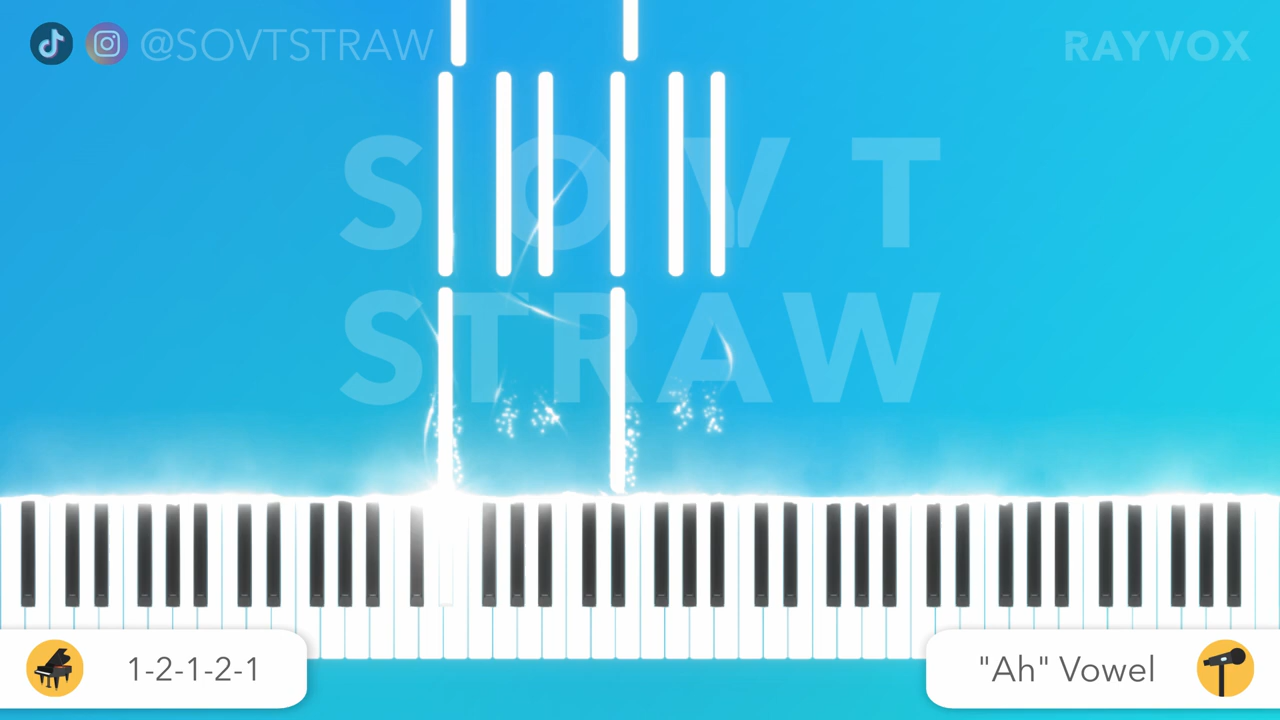 @SOVTSTRAW
RAYVOX
SOVT
STRAW
1-2-1-2-1
"Ah" Vowel